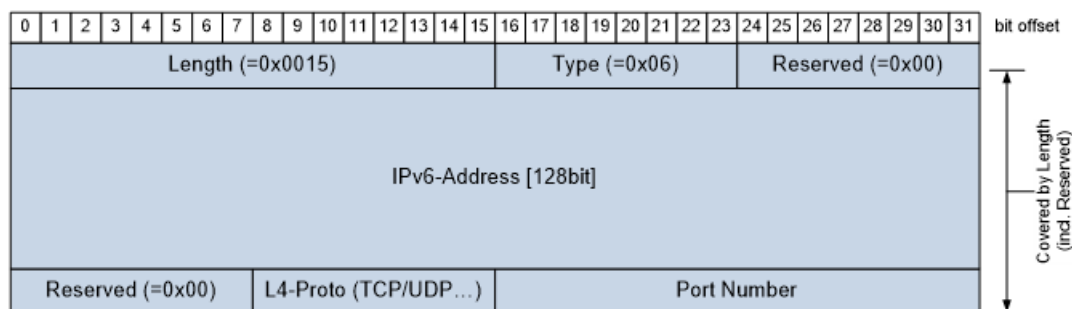 0 1 2 3 4 5 6 7 8 9 10 11 12 13 14 15 16 17 18 19 20 21 22 23 24 25 26 27 28 29 30 31 bit offset
Length (=0x0015) Type (=0x06) Reserved (=0x00)
IPv6-Address [128bit]
Covered by Length
(incl. Reserved)
Reserved (=0x00) L4-Proto (TCP/UDP...) Port Number